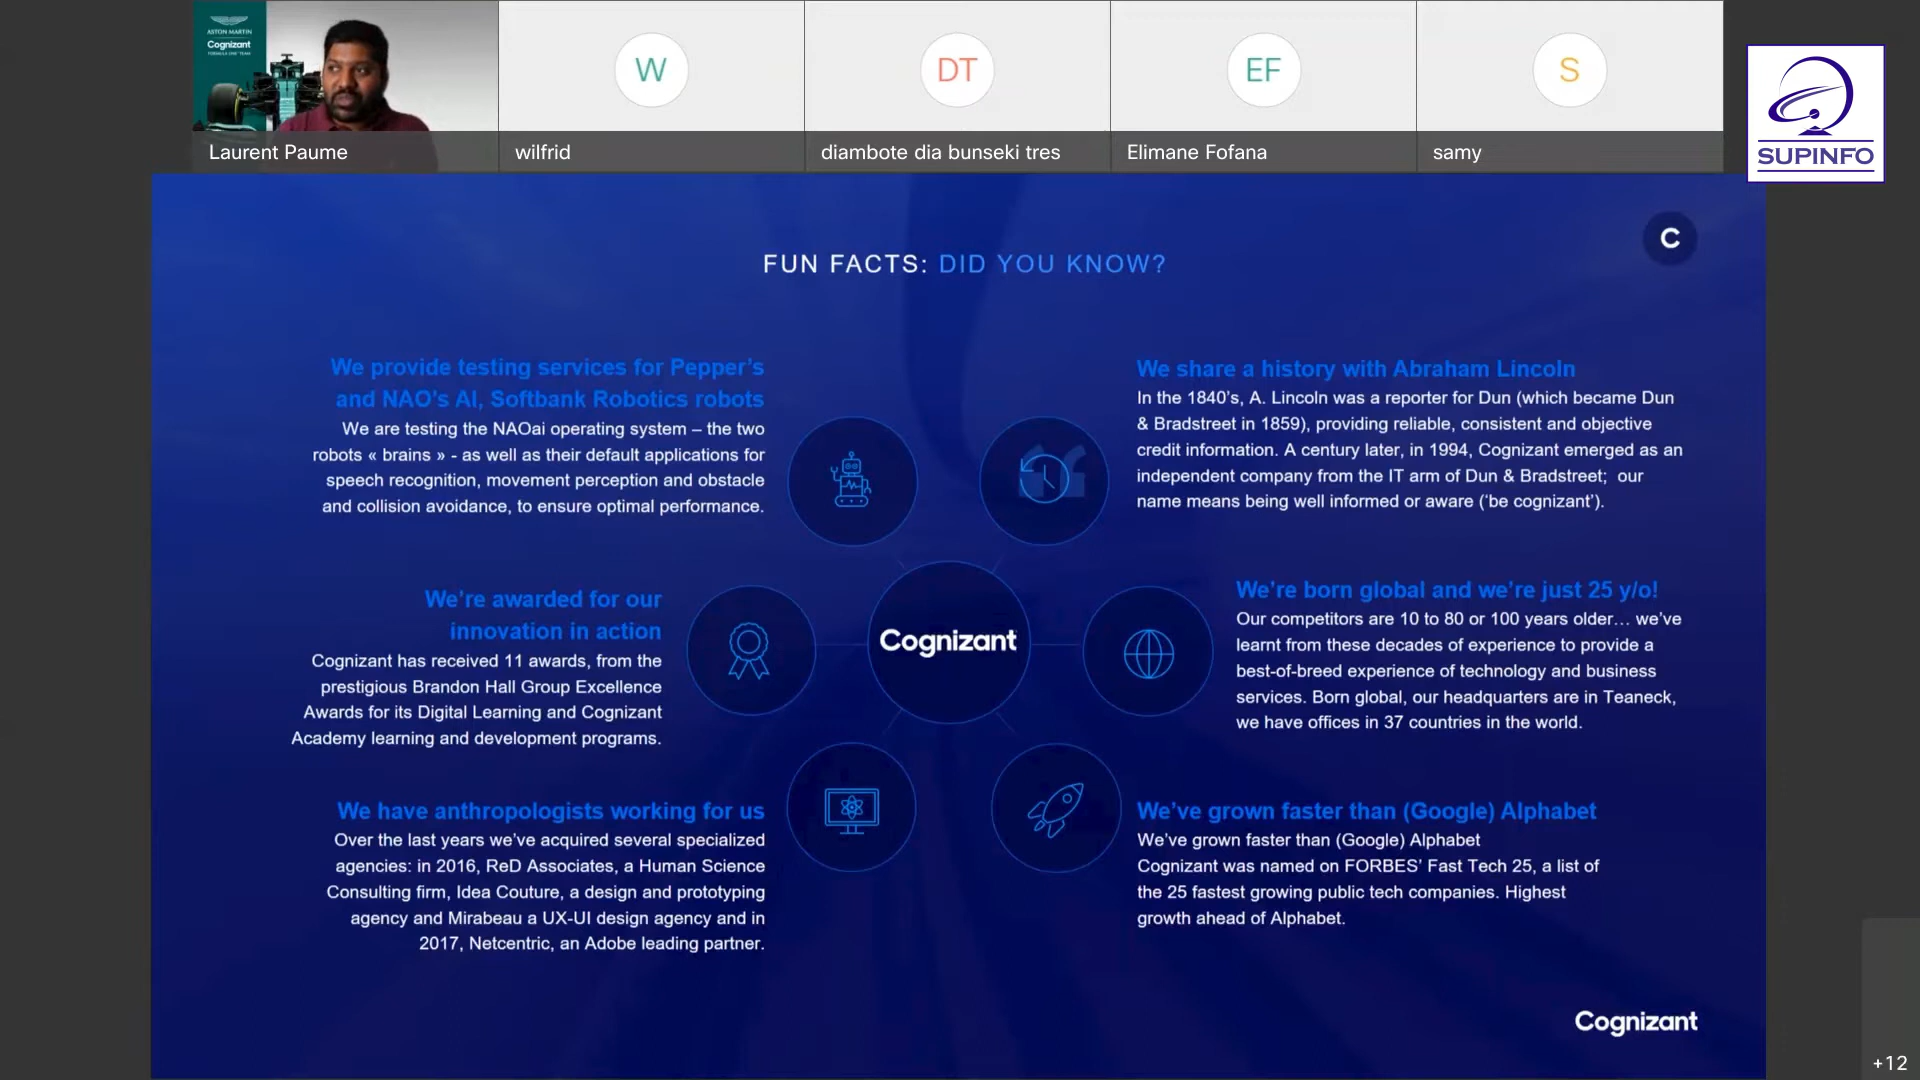 ASTON MARTIN
Cognizant
FORMULA ONE TEAM
W
DT
EF
S
Laurent Paume
wilfrid
diambote dia bunseki tres
Elimane Fofana
samy
SUPINFO
C
FUN FACTS: DID YOU KNOW?
We provide testing services for Pepper’s
and NAO’s AI, Softbank Robotics robots
We are testing the NAOai operating system – the two
robots « brains » - as well as their default applications for
speech recognition, movement perception and obstacle
and collision avoidance, to ensure optimal performance.
We share a history with Abraham Lincoln
In the 1840’s, A. Lincoln was a reporter for Dun (which became Dun
& Bradstreet in 1859), providing reliable, consistent and objective
credit information. A century later, in 1994, Cognizant emerged as an
independent company from the IT arm of Dun & Bradstreet; our
name means being well informed or aware (‘be cognizant’).
We’re awarded for our
innovation in action
Cognizant has received 11 awards, from the
prestigious Brandon Hall Group Excellence
Awards for its Digital Learning and Cognizant
Academy learning and development programs.
Cognizant
We’re born global and we’re just 25 y/o!
Our competitors are 10 to 80 or 100 years older… we’ve
learnt from these decades of experience to provide a
best-of-breed experience of technology and business
services. Born global, our headquarters are in Teaneck,
we have offices in 37 countries in the world.
We have anthropologists working for us
Over the last years we’ve acquired several specialized
agencies: in 2016, ReD Associates, a Human Science
Consulting firm, Idea Couture, a design and prototyping
agency and Mirabeau a UX-UI design agency and in
2017, Netcentric, an Adobe leading partner.
We’ve grown faster than (Google) Alphabet
We’ve grown faster than (Google) Alphabet
Cognizant was named on FORBES’ Fast Tech 25, a list of
the 25 fastest growing public tech companies. Highest
growth ahead of Alphabet.
Cognizant
+12